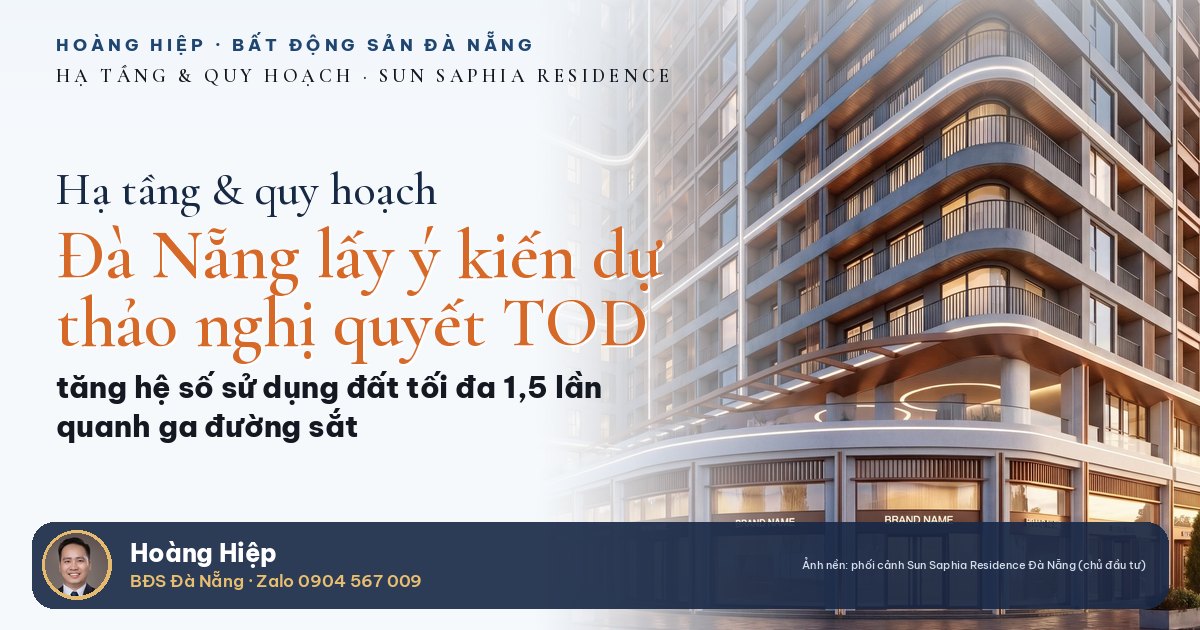 HOÀNG HIỆP · BẤT ĐỘNG SẢN ĐÀ NẴNG
HẠ TẦNG & QUY HOẠCH · SUN SAPHIA RESIDENCE
Hạ tầng & quy hoạch
Đà Nẵng lấy ý kiến dự
thảo nghị quyết TOD
tăng hệ số sử dụng đất tối đa 1,5 lần
quanh ga đường sắt
BRAND NAME
BRAND NAME
Hoàng Hiệp
BĐS Đà Nẵng · Zalo 0904 567 009
Ảnh nền: phối cảnh Sun Saphia Residence Đà Nẵng (chủ đầu tư)